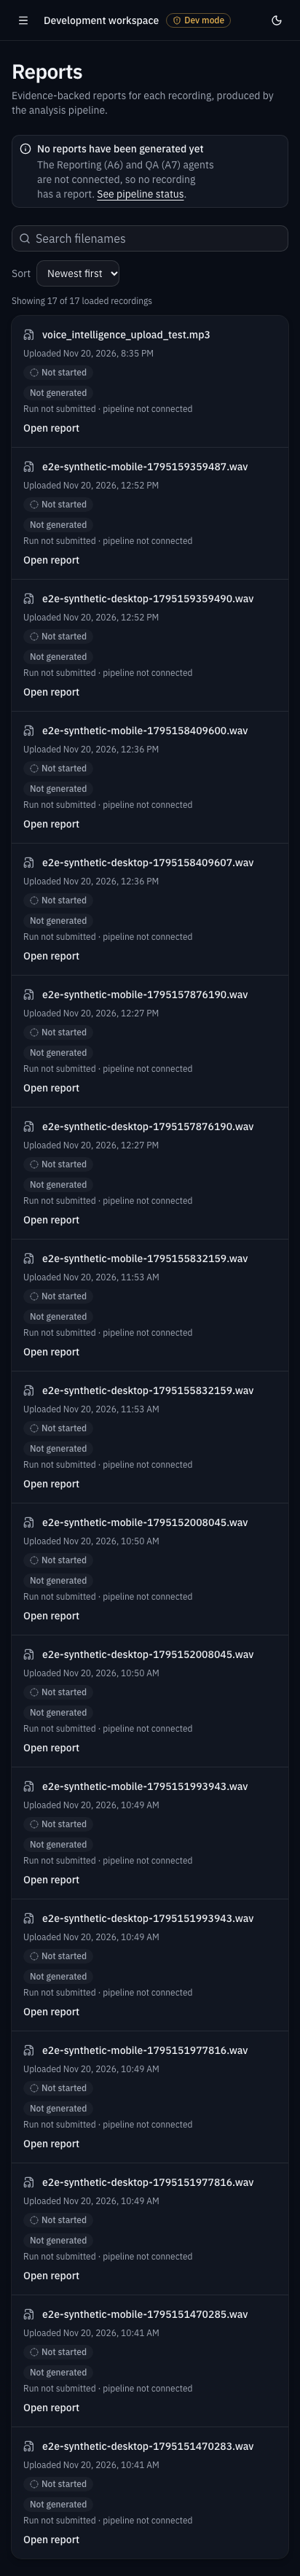 Development workspace Dev mode
Reports
Evidence-backed reports for each recording, produced by
the analysis pipeline.
No reports have been generated yet
The Reporting (A6) and QA (A7) agents
are not connected, so no recording
has a report. See pipeline status.
Search filenames
Sort Newest first
Showing 17 of 17 loaded recordings
voice_intelligence_upload_test.mp3
Uploaded Nov 20, 2026, 8:35 PM
Not started
Not generated
Run not submitted · pipeline not connected
Open report
e2e-synthetic-mobile-1795159359487.wav
Uploaded Nov 20, 2026, 12:52 PM
Not started
Not generated
Run not submitted · pipeline not connected
Open report
e2e-synthetic-desktop-1795159359490.wav
Uploaded Nov 20, 2026, 12:52 PM
Not started
Not generated
Run not submitted · pipeline not connected
Open report
e2e-synthetic-mobile-1795158409600.wav
Uploaded Nov 20, 2026, 12:36 PM
Not started
Not generated
Run not submitted · pipeline not connected
Open report
e2e-synthetic-desktop-1795158409607.wav
Uploaded Nov 20, 2026, 12:36 PM
Not started
Not generated
Run not submitted · pipeline not connected
Open report
e2e-synthetic-mobile-1795157876190.wav
Uploaded Nov 20, 2026, 12:27 PM
Not started
Not generated
Run not submitted · pipeline not connected
Open report
e2e-synthetic-desktop-1795157876190.wav
Uploaded Nov 20, 2026, 12:27 PM
Not started
Not generated
Run not submitted · pipeline not connected
Open report
e2e-synthetic-mobile-1795155832159.wav
Uploaded Nov 20, 2026, 11:53 AM
Not started
Not generated
Run not submitted · pipeline not connected
Open report
e2e-synthetic-desktop-1795155832159.wav
Uploaded Nov 20, 2026, 11:53 AM
Not started
Not generated
Run not submitted · pipeline not connected
Open report
e2e-synthetic-mobile-1795152008045.wav
Uploaded Nov 20, 2026, 10:50 AM
Not started
Not generated
Run not submitted · pipeline not connected
Open report
e2e-synthetic-desktop-1795152008045.wav
Uploaded Nov 20, 2026, 10:50 AM
Not started
Not generated
Run not submitted · pipeline not connected
Open report
e2e-synthetic-mobile-1795151993943.wav
Uploaded Nov 20, 2026, 10:49 AM
Not started
Not generated
Run not submitted · pipeline not connected
Open report
e2e-synthetic-desktop-1795151993943.wav
Uploaded Nov 20, 2026, 10:49 AM
Not started
Not generated
Run not submitted · pipeline not connected
Open report
e2e-synthetic-mobile-1795151977816.wav
Uploaded Nov 20, 2026, 10:49 AM
Not started
Not generated
Run not submitted · pipeline not connected
Open report
e2e-synthetic-desktop-1795151977816.wav
Uploaded Nov 20, 2026, 10:49 AM
Not started
Not generated
Run not submitted · pipeline not connected
Open report
e2e-synthetic-mobile-1795151470285.wav
Uploaded Nov 20, 2026, 10:41 AM
Not started
Not generated
Run not submitted · pipeline not connected
Open report
e2e-synthetic-desktop-1795151470283.wav
Uploaded Nov 20, 2026, 10:41 AM
Not started
Not generated
Run not submitted · pipeline not connected
Open report